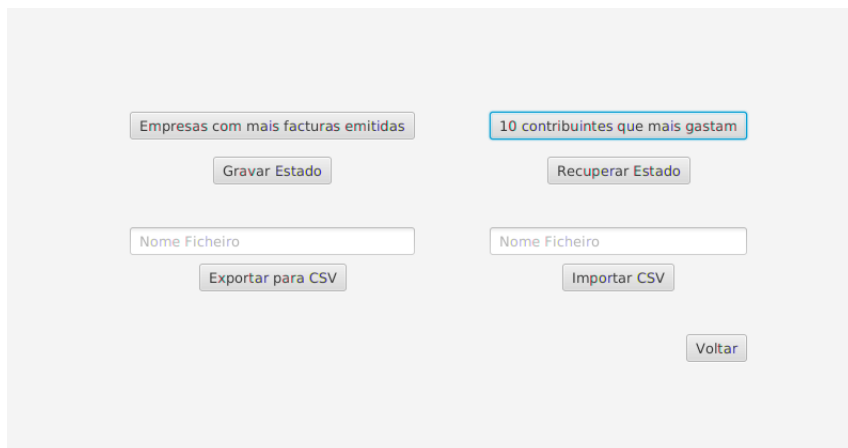 Empresas com mais facturas emitidas
10 contribuintes que mais gastam
Gravar Estado
Recuperar Estado
Nome Ficheiro
Nome Ficheiro
Exportar para CSV
Importar CSV
Voltar